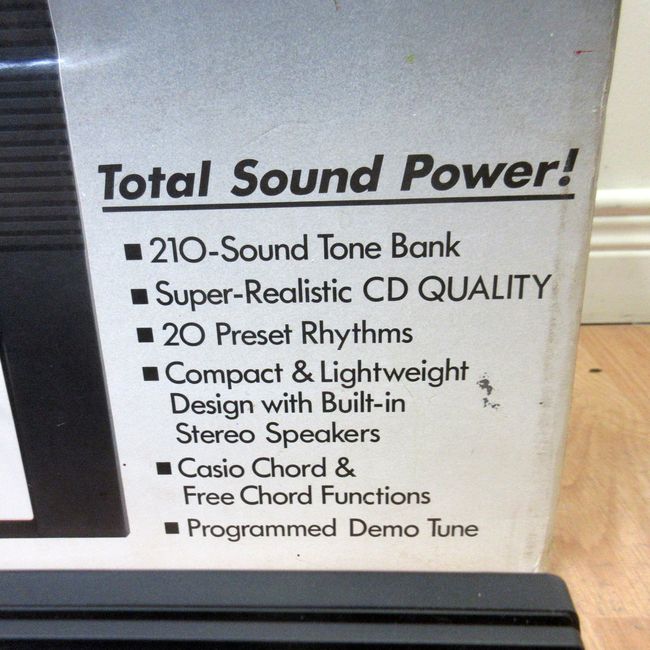 Total Sound Power!
■ 210-Sound Tone Bank
■ Super-Realistic CD QUALITY
■ 20 Preset Rhythms
■ Compact & Lightweight
Design with Built-in
Stereo Speakers
■ Casio Chord &
Free Chord Functions
■ Programmed Demo Tune